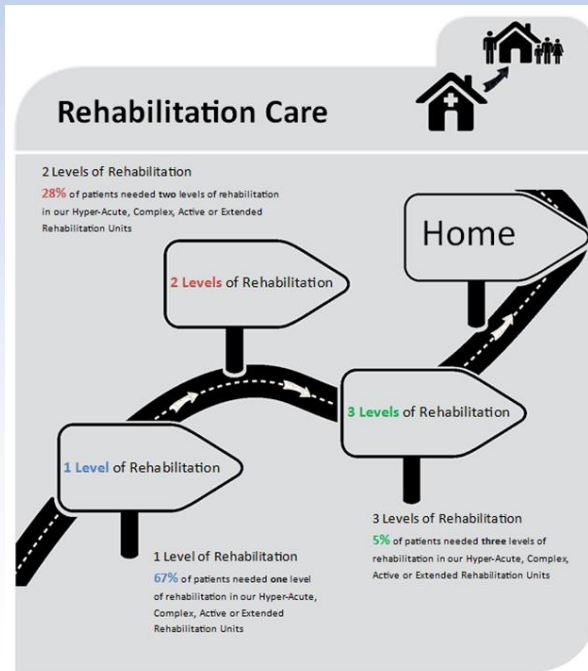 Rehabilitation Care
2 Levels of Rehabilitation
28% of patients needed two levels of rehabilitation
in our Hyper-Acute, Complex, Active or Extended
Rehabilitation Units
Home
2 Levels of Rehabilitation
3 Levels of Rehabilitation
1 Level of Rehabilitation
3 Levels of Rehabilitation
5% of patients needed three levels of
rehabilitation in our Hyper-Acute, Complex,
Active or Extended Rehabilitation Units
1 Level of Rehabilitation
67% of patients needed one level
of rehabilitation in our Hyper-Acute,
Complex, Active or Extended
Rehabilitation Units